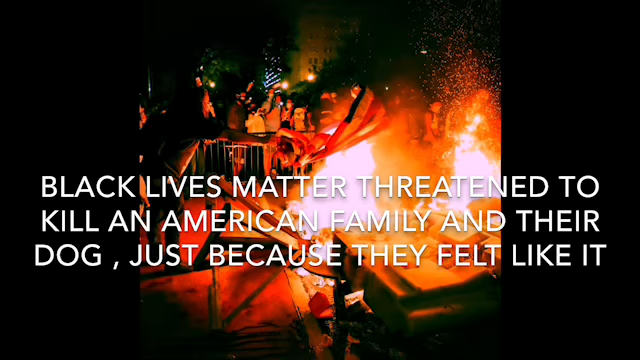 BLACK LIVES MATTER THREATENED TO
KILL AN AMERICAN FAMILY AND THEIR
DOG , JUST BECAUSE THEY FELT LIKE IT